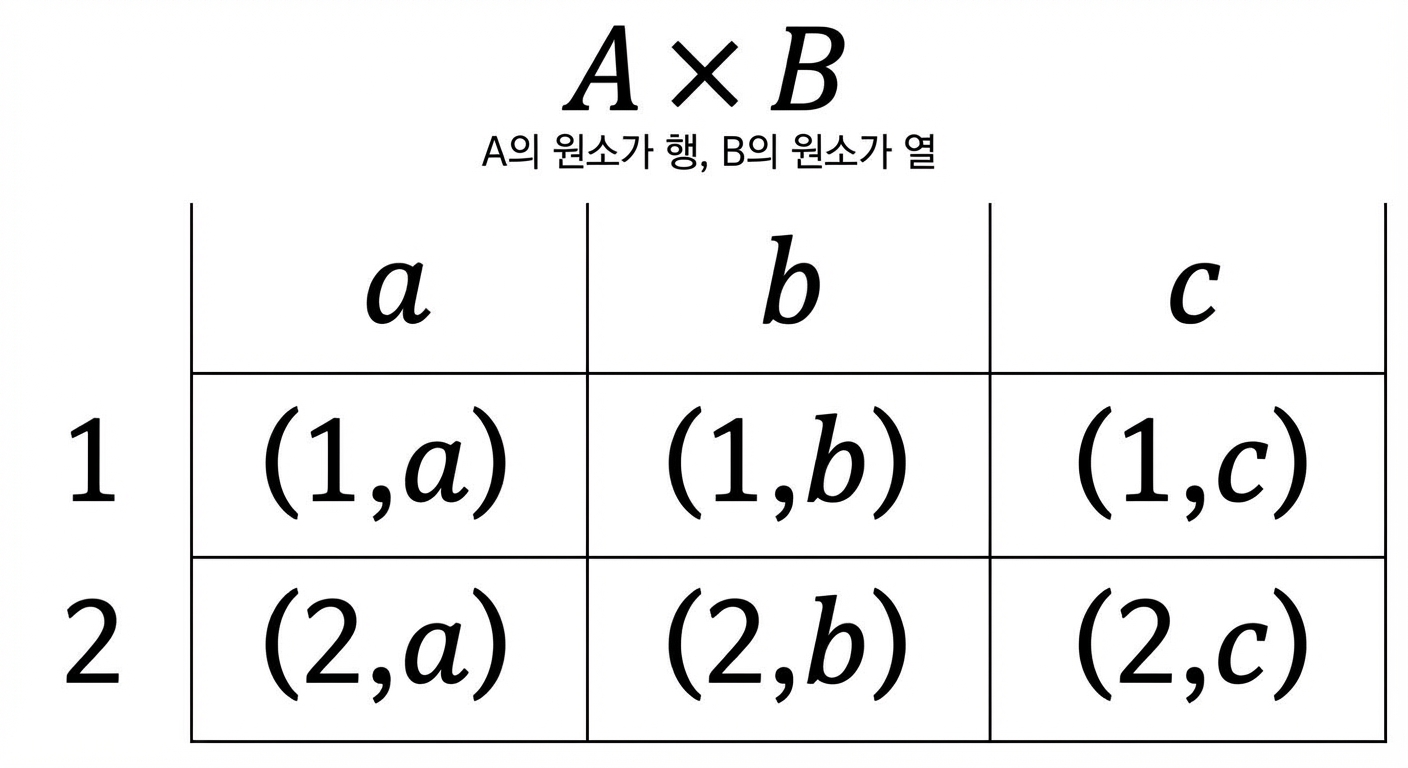 A × B
A의 원소가 행, B의 원소가 열
a b c
1 (1,a) (1,b) (1,c)
2 (2,a) (2,b) (2,c)